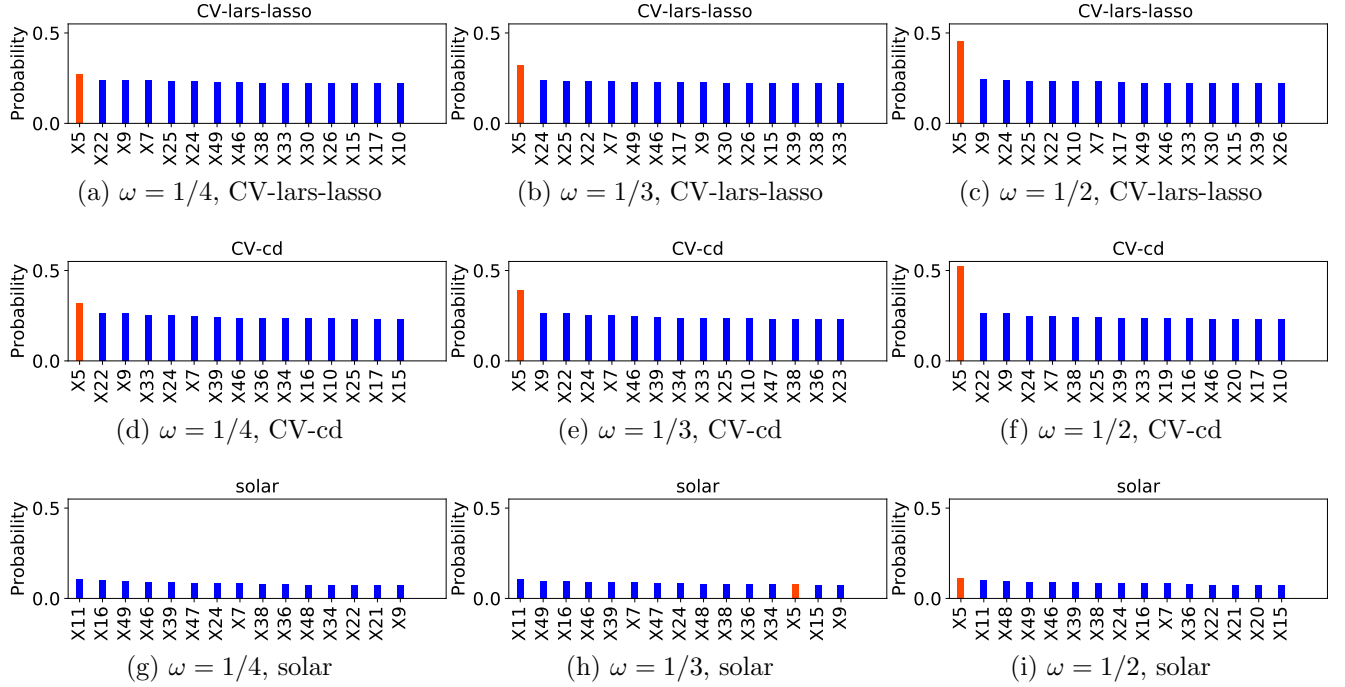 CV-lars-lasso
Probability
0.5
0.0
X5 X22 X9 X7 X25 X24 X49 X46 X38 X33 X30 X26 X15 X17 X10
(a) ω = 1/4, CV-lars-lasso
CV-lars-lasso
Probability
0.5
0.0
X5 X24 X25 X22 X7 X49 X46 X17 X9 X30 X26 X15 X39 X38 X33
(b) ω = 1/3, CV-lars-lasso
CV-lars-lasso
Probability
0.5
0.0
X5 X9 X24 X25 X22 X10 X7 X17 X49 X46 X33 X30 X15 X39 X26
(c) ω = 1/2, CV-lars-lasso
CV-cd
Probability
0.5
0.0
X5 X22 X9 X33 X24 X7 X39 X46 X36 X34 X16 X10 X25 X17 X15
(d) ω = 1/4, CV-cd
CV-cd
Probability
0.5
0.0
X5 X9 X22 X24 X7 X46 X39 X34 X33 X25 X10 X47 X38 X36 X23
(e) ω = 1/3, CV-cd
CV-cd
Probability
0.5
0.0
X5 X22 X9 X24 X7 X38 X25 X39 X33 X19 X16 X46 X20 X17 X10
(f) ω = 1/2, CV-cd
solar
Probability
0.5
0.0
X11 X16 X49 X46 X39 X47 X24 X7 X38 X36 X48 X34 X22 X21 X9
(g) ω = 1/4, solar
solar
Probability
0.5
0.0
X11 X49 X16 X46 X39 X7 X47 X24 X48 X38 X36 X34 X5 X15 X9
(h) ω = 1/3, solar
solar
Probability
0.5
0.0
X5 X11 X48 X49 X46 X39 X38 X24 X16 X7 X36 X22 X21 X20 X15
(i) ω = 1/2, solar